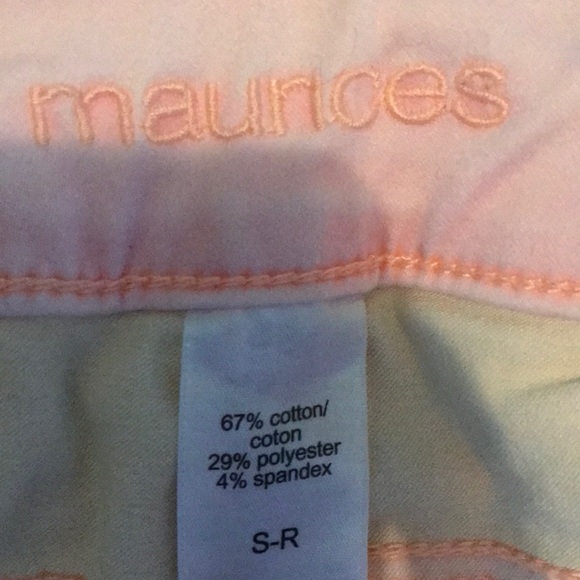 maurices
67% cotton/
coton
29% polyester
4% spandex
S-R